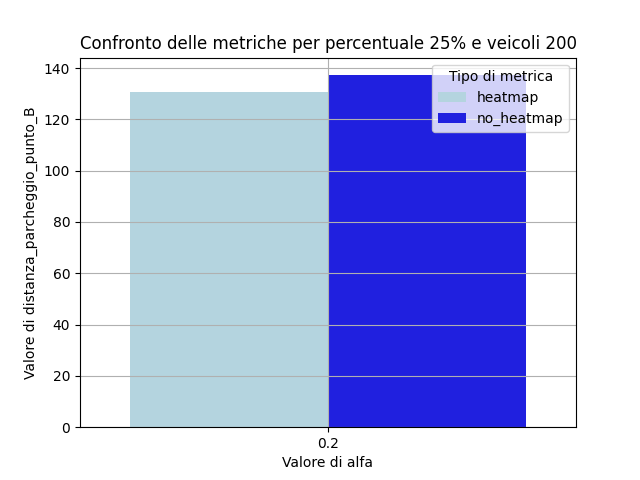 Confronto delle metriche per percentuale 25% e veicoli 200
Valore di distanza_parcheggio_punto_B
140
120
100
80
60
40
20
0
Tipo di metrica
heatmap
no_heatmap
0.2
Valore di alfa